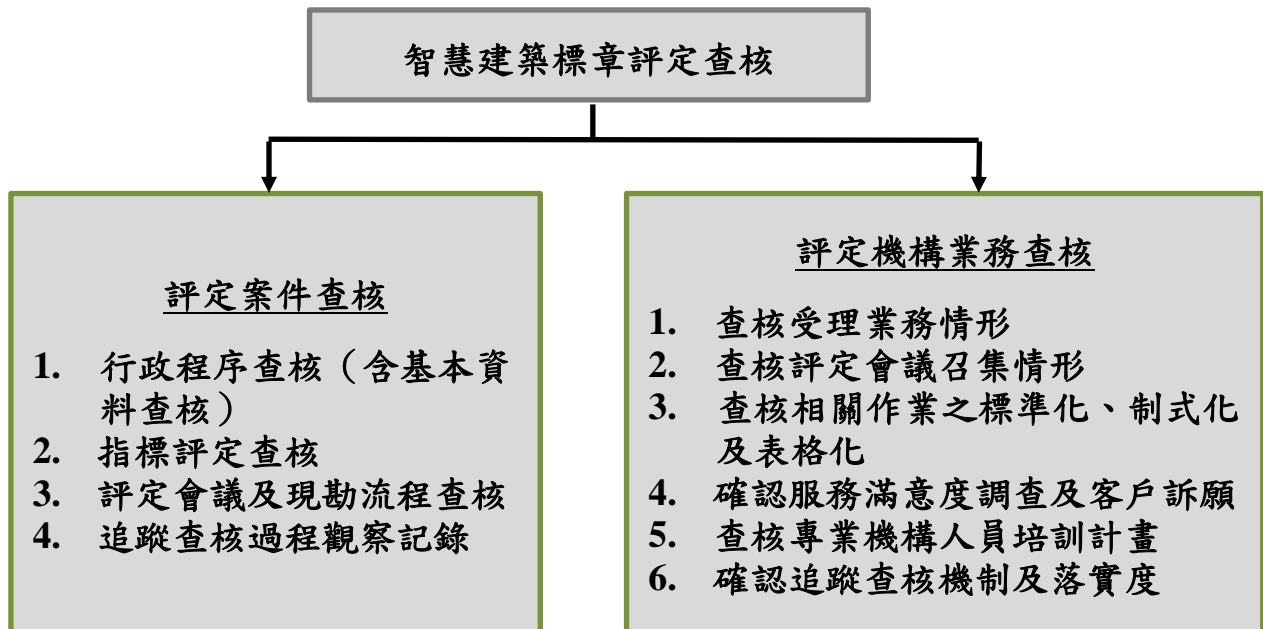 智慧建築標章評定查核
評定案件查核
1. 行政程序查核（含基本資
料查核）
2. 指標評定查核
3. 評定會議及現勘流程查核
4. 追蹤查核過程觀察記錄
評定機構業務查核
1. 查核受理業務情形
2. 查核評定會議召集情形
3. 查核相關作業之標準化、制式化
及表格化
4. 確認服務滿意度調查及客戶訴願
5. 查核專業機構人員培訓計畫
6. 確認追蹤查核機制及落實度